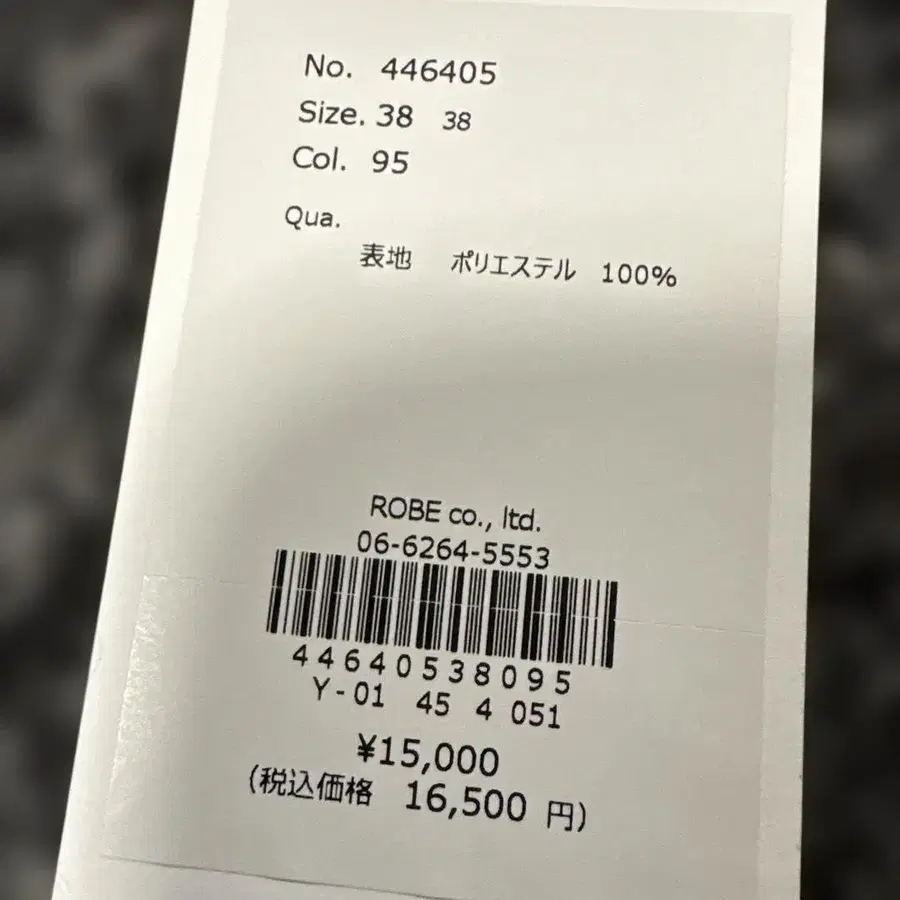 No. 446405
Size. 38 38
Col. 95
Qua.
表地 ポリエステル 100%
ROBE co., ltd.
06-6264-5553
44640538095
Y-01 45 4 051
¥15,000
(税込価格 16,500 円)